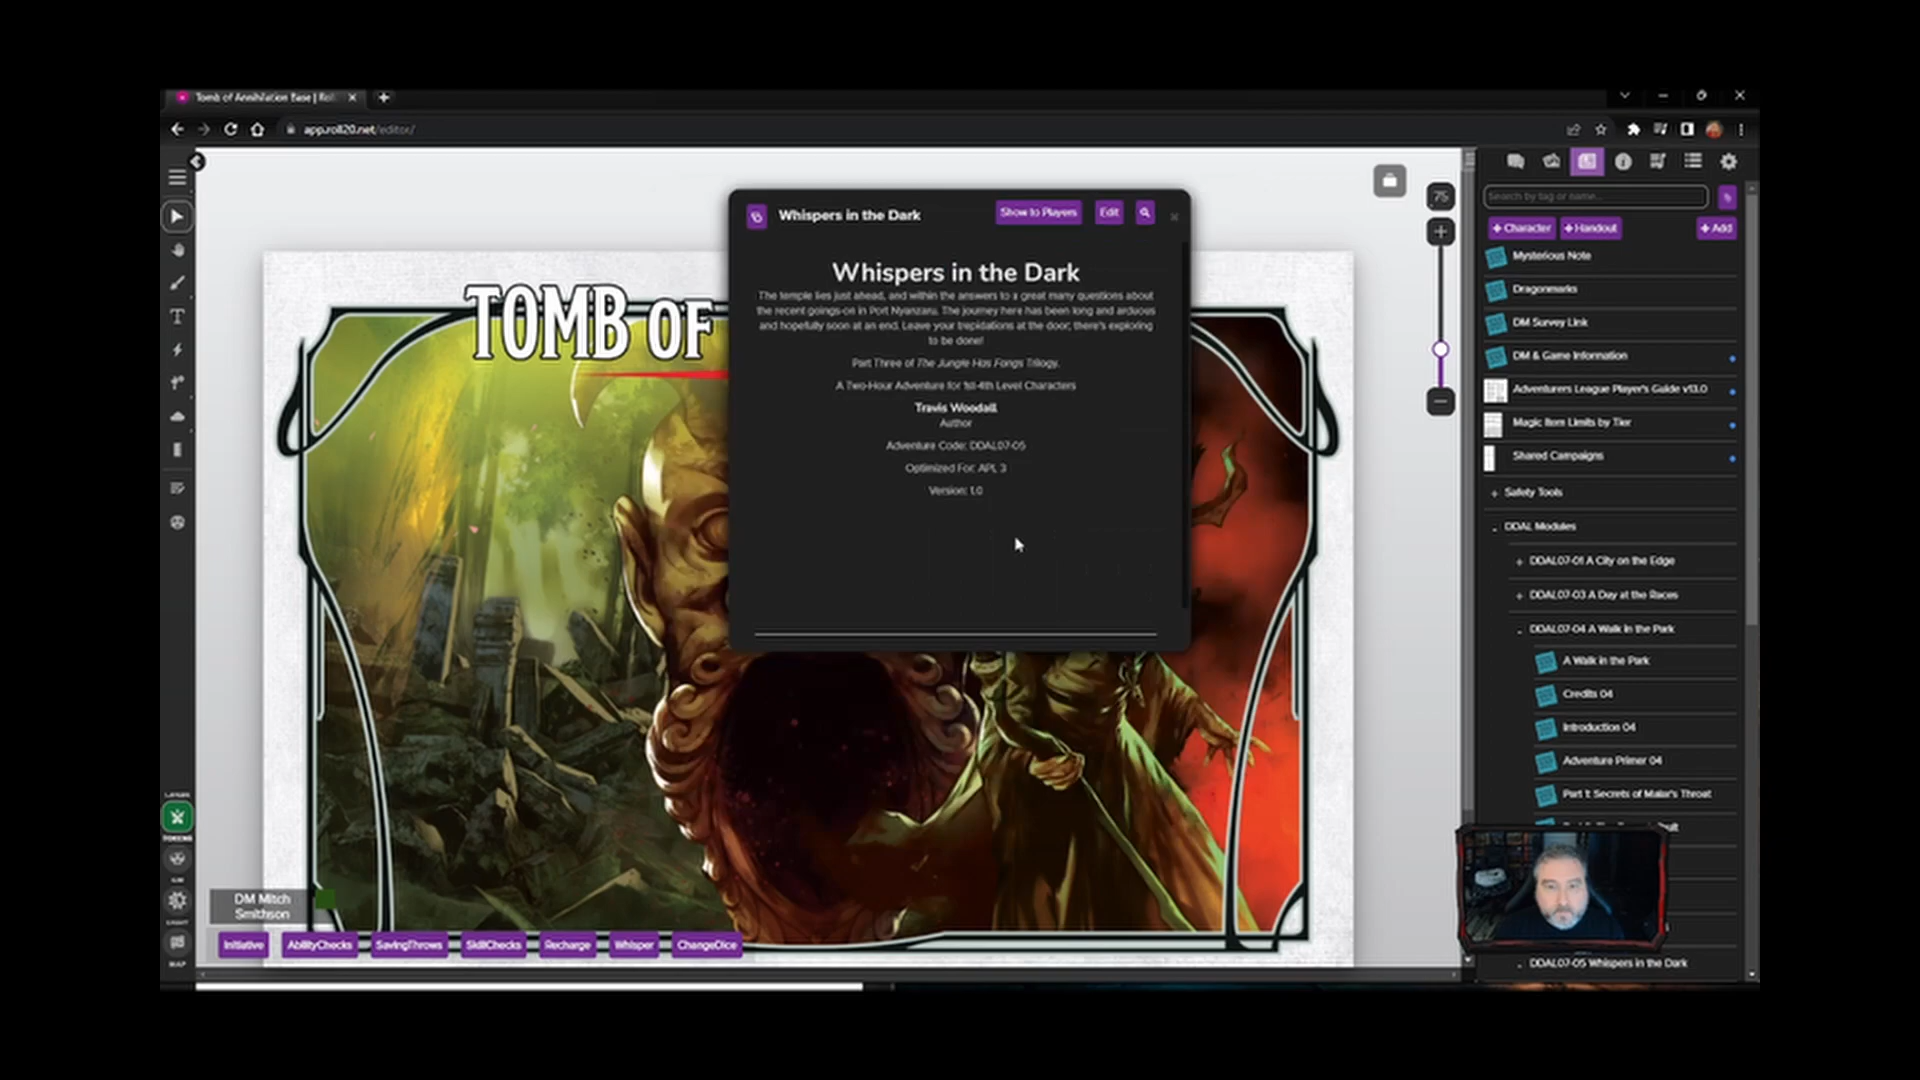 Tomb of Annihilation Base | Rol
app.roll20.net/editor/
75
Search by tag or name...
Character
Handout
Add
Mysterious Note
Dragonmarks
DM Survey Link
DM & Game Information
Adventurers League Player's Guide v13.0
Magic Item Limits by Tier
Shared Campaigns
Safety Tools
DDAL Modules
DDAL07-01 A City on the Edge
DDAL07-03 A Day at the Races
DDAL07-04 A Walk in the Park
A Walk in the Park
Credits 04
Introduction 04
Adventure Primer 04
Part 1: Secrets of Malar's Throat
DDAL07-05 Whispers in the Dark
Whispers in the Dark
Show to Players
Edit
Whispers in the Dark
The temple lies just ahead, and within the answers to a great many questions about
the recent goings-on in Port Nyanzaru. The journey here has been long and arduous
and hopefully soon at an end. Leave your trepidations at the door; there's exploring
to be done!
Part Three of The Jungle Has Fangs Trilogy.
A Two-Hour Adventure for 1st-4th Level Characters
Travis Woodall
Author
Adventure Code: DDAL07-05
Optimized For: APL 3
Version: 1.0
TOMB OF
TOKENS
MAP
DM Mitch
Smithson
Initiative
AbilityChecks
SavingThrows
SkillChecks
Recharge
Whisper
ChangeDice